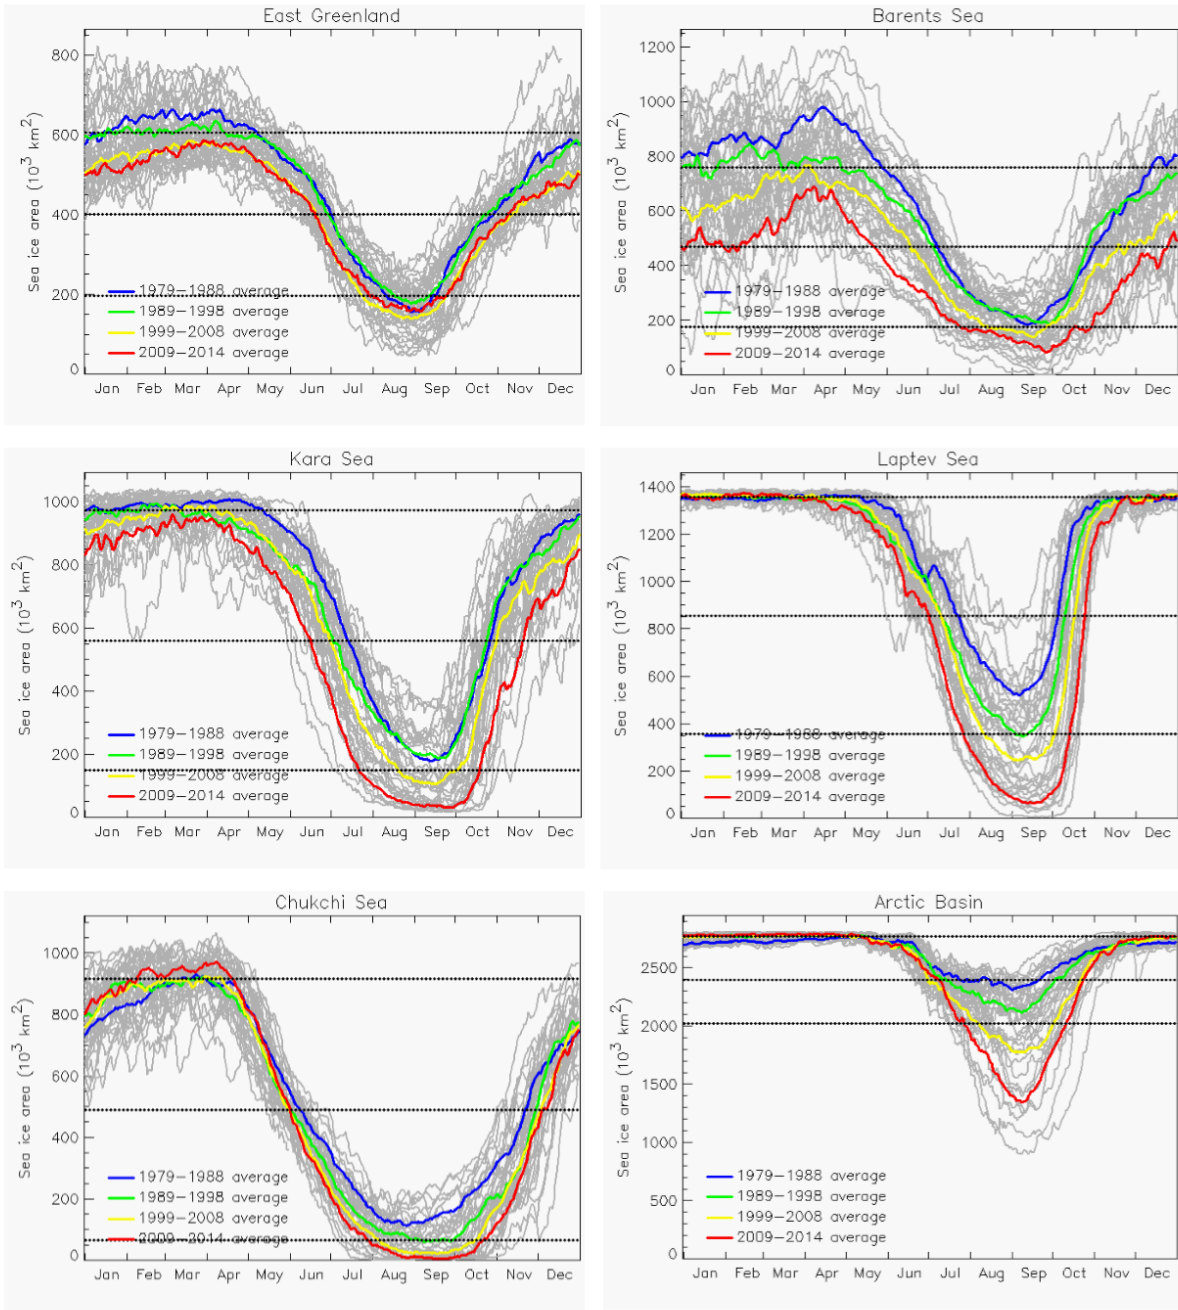 East Greenland
Sea ice area (10³ km²)
800
600
400
200
0
1979–1988 average
1989–1998 average
1999–2008 average
2009–2014 average
Jan Feb Mar Apr May Jun Jul Aug Sep Oct Nov Dec
Barents Sea
Sea ice area (10³ km²)
1200
1000
800
600
400
200
0
1979–1988 average
1989–1998 average
1999–2008 average
2009–2014 average
Jan Feb Mar Apr May Jun Jul Aug Sep Oct Nov Dec
Kara Sea
Sea ice area (10³ km²)
1000
800
600
400
200
0
1979–1988 average
1989–1998 average
1999–2008 average
2009–2014 average
Jan Feb Mar Apr May Jun Jul Aug Sep Oct Nov Dec
Laptev Sea
Sea ice area (10³ km²)
1400
1200
1000
800
600
400
200
0
1979–1988 average
1989–1998 average
1999–2008 average
2009–2014 average
Jan Feb Mar Apr May Jun Jul Aug Sep Oct Nov Dec
Chukchi Sea
Sea ice area (10³ km²)
1000
800
600
400
200
0
1979–1988 average
1989–1998 average
1999–2008 average
2009–2014 average
Jan Feb Mar Apr May Jun Jul Aug Sep Oct Nov Dec
Arctic Basin
Sea ice area (10³ km²)
2500
2000
1500
1000
500
0
1979–1988 average
1989–1998 average
1999–2008 average
2009–2014 average
Jan Feb Mar Apr May Jun Jul Aug Sep Oct Nov Dec